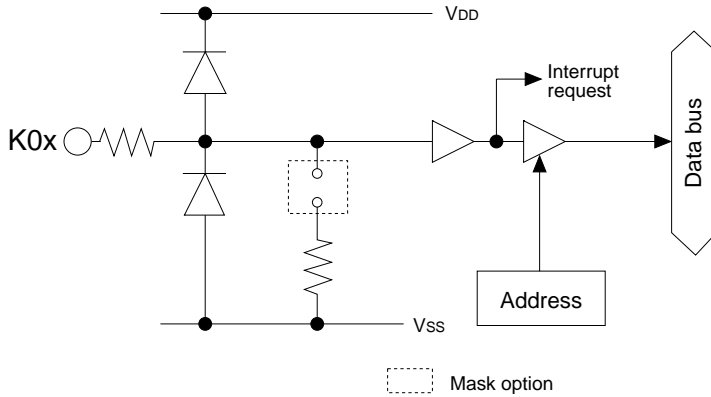 VDD
Interrupt
request
K0x
Data bus
Address
VSS
Mask option